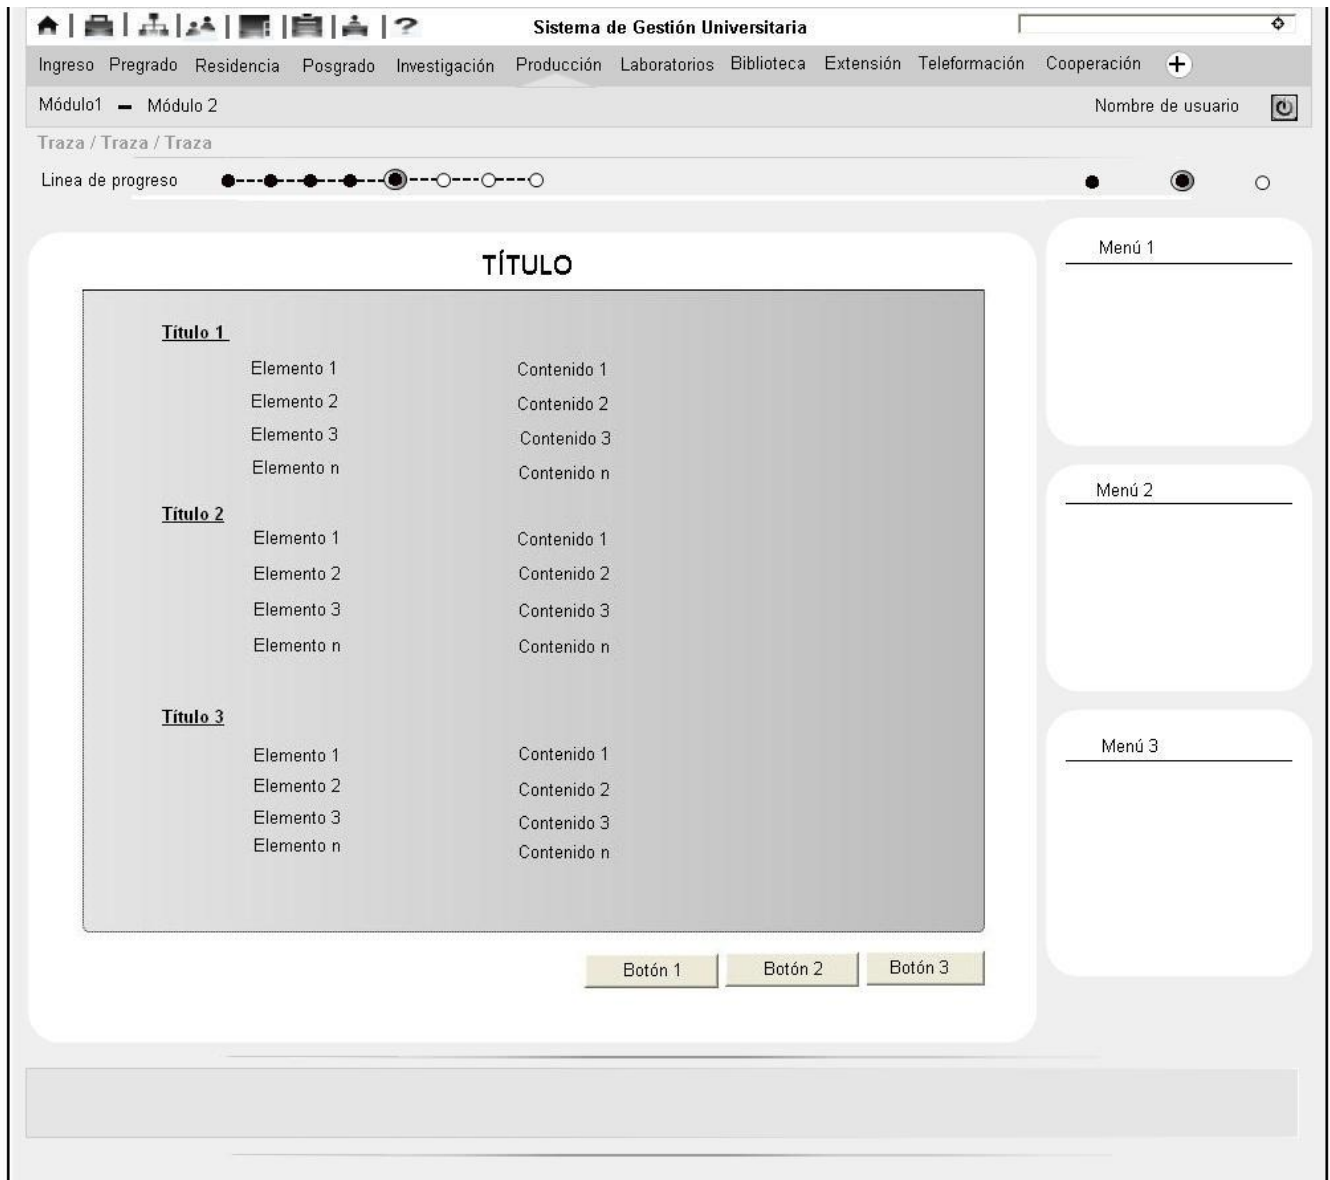 Sistema de Gestión Universitaria
Ingreso Pregrado Residencia Posgrado Investigación Producción Laboratorios Biblioteca Extensión Teleformación Cooperación
Módulo1 Módulo 2 Nombre de usuario
Traza / Traza / Traza
Linea de progreso
TÍTULO
Título 1
Elemento 1 Contenido 1
Elemento 2 Contenido 2
Elemento 3 Contenido 3
Elemento n Contenido n
Título 2
Elemento 1 Contenido 1
Elemento 2 Contenido 2
Elemento 3 Contenido 3
Elemento n Contenido n
Título 3
Elemento 1 Contenido 1
Elemento 2 Contenido 2
Elemento 3 Contenido 3
Elemento n Contenido n
Botón 1 Botón 2 Botón 3
Menú 1
Menú 2
Menú 3